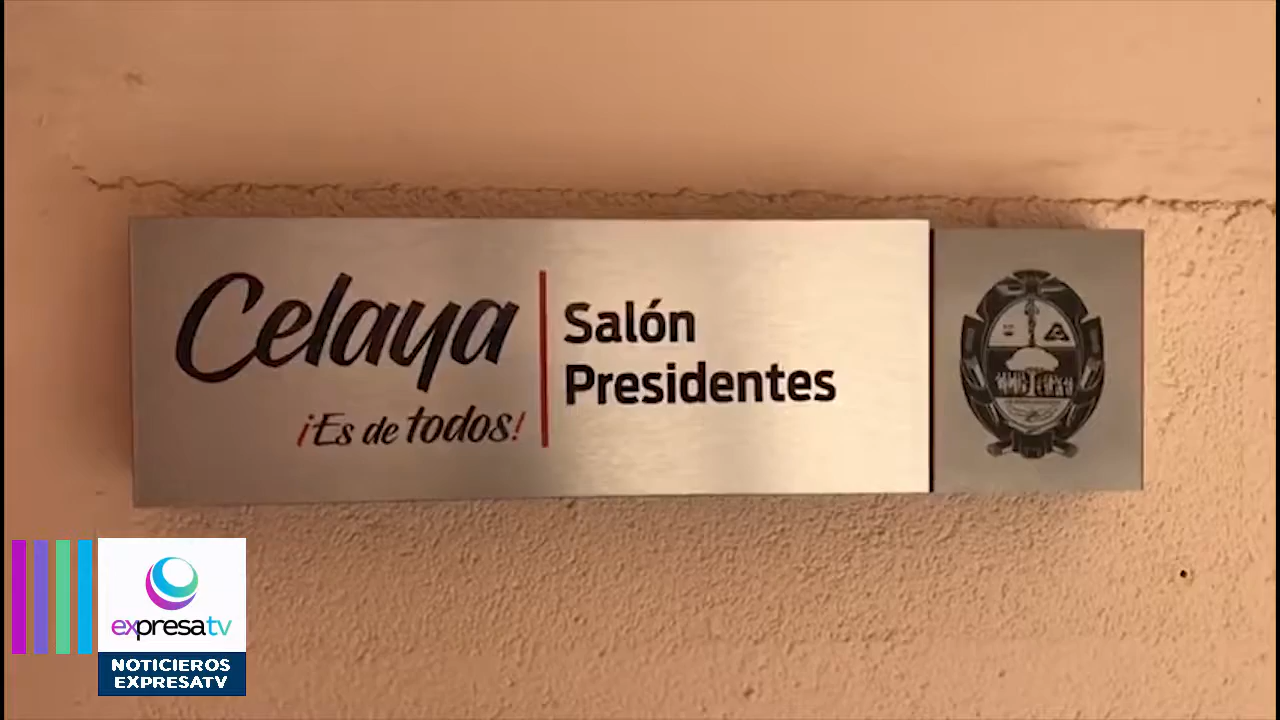 Celaya
¡Es de todos!
Salón
Presidentes
expresatv
NOTICIEROS
EXPRESATV